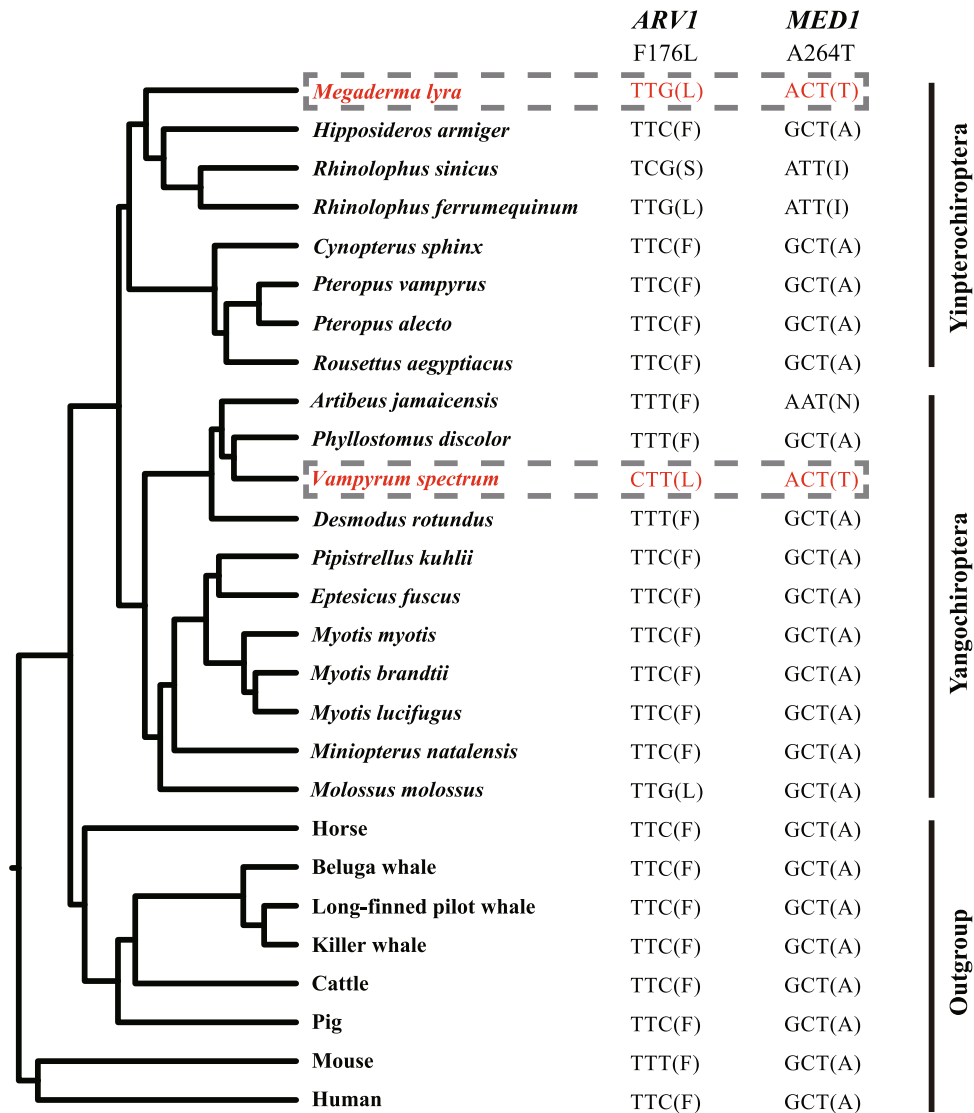 ARV1 MED1
F176L A264T
Megaderma lyra TTG(L) ACT(T)
Hipposideros armiger TTC(F) GCT(A)
Rhinolophus sinicus TCG(S) ATT(I)
Rhinolophus ferrumequinum TTG(L) ATT(I)
Cynopterus sphinx TTC(F) GCT(A)
Pteropus vampyrus TTC(F) GCT(A)
Pteropus alecto TTC(F) GCT(A)
Rousettus aegyptiacus TTC(F) GCT(A)
Yinpterochiroptera
Artibeus jamaicensis TTT(F) AAT(N)
Phyllostomus discolor TTT(F) GCT(A)
Vampyrum spectrum CTT(L) ACT(T)
Desmodus rotundus TTT(F) GCT(A)
Pipistrellus kuhlii TTC(F) GCT(A)
Eptesicus fuscus TTC(F) GCT(A)
Myotis myotis TTC(F) GCT(A)
Myotis brandtii TTC(F) GCT(A)
Myotis lucifugus TTC(F) GCT(A)
Miniopterus natalensis TTC(F) GCT(A)
Molossus molossus TTG(L) GCT(A)
Yangochiroptera
Horse TTC(F) GCT(A)
Beluga whale TTC(F) GCT(A)
Long-finned pilot whale TTC(F) GCT(A)
Killer whale TTC(F) GCT(A)
Cattle TTC(F) GCT(A)
Pig TTC(F) GCT(A)
Mouse TTT(F) GCT(A)
Human TTC(F) GCT(A)
Outgroup